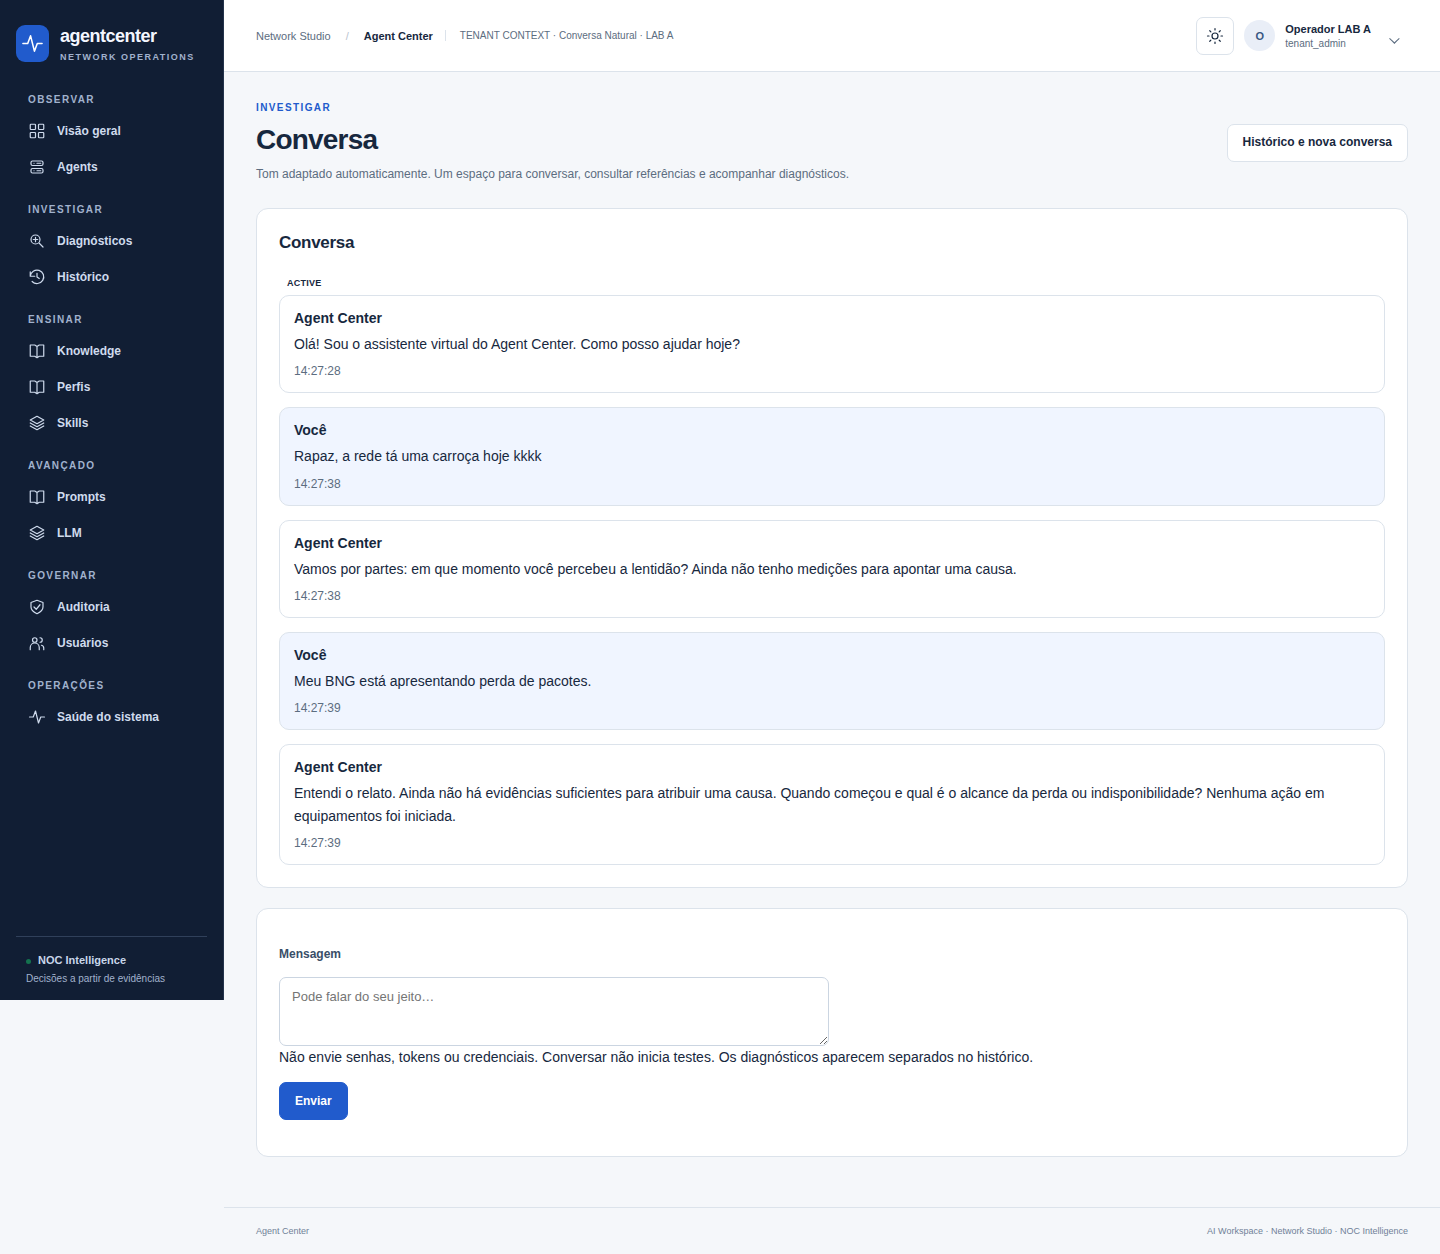 agentcenter
NETWORK OPERATIONS
OBSERVAR
Visão geral
Agents
INVESTIGAR
Diagnósticos
Histórico
ENSINAR
Knowledge
Perfis
Skills
AVANÇADO
Prompts
LLM
GOVERNAR
Auditoria
Usuários
OPERAÇÕES
Saúde do sistema
NOC Intelligence
Decisões a partir de evidências
Network Studio / Agent Center TENANT CONTEXT · Conversa Natural · LAB A
O
Operador LAB A
tenant_admin
INVESTIGAR
Conversa
Histórico e nova conversa
Tom adaptado automaticamente. Um espaço para conversar, consultar referências e acompanhar diagnósticos.
Conversa
ACTIVE
Agent Center
Olá! Sou o assistente virtual do Agent Center. Como posso ajudar hoje?
14:27:28
Você
Rapaz, a rede tá uma carroça hoje kkkk
14:27:38
Agent Center
Vamos por partes: em que momento você percebeu a lentidão? Ainda não tenho medições para apontar uma causa.
14:27:38
Você
Meu BNG está apresentando perda de pacotes.
14:27:39
Agent Center
Entendi o relato. Ainda não há evidências suficientes para atribuir uma causa. Quando começou e qual é o alcance da perda ou indisponibilidade? Nenhuma ação em
equipamentos foi iniciada.
14:27:39
Mensagem
Pode falar do seu jeito…
Não envie senhas, tokens ou credenciais. Conversar não inicia testes. Os diagnósticos aparecem separados no histórico.
Enviar
Agent Center
AI Workspace - Network Studio · NOC Intelligence